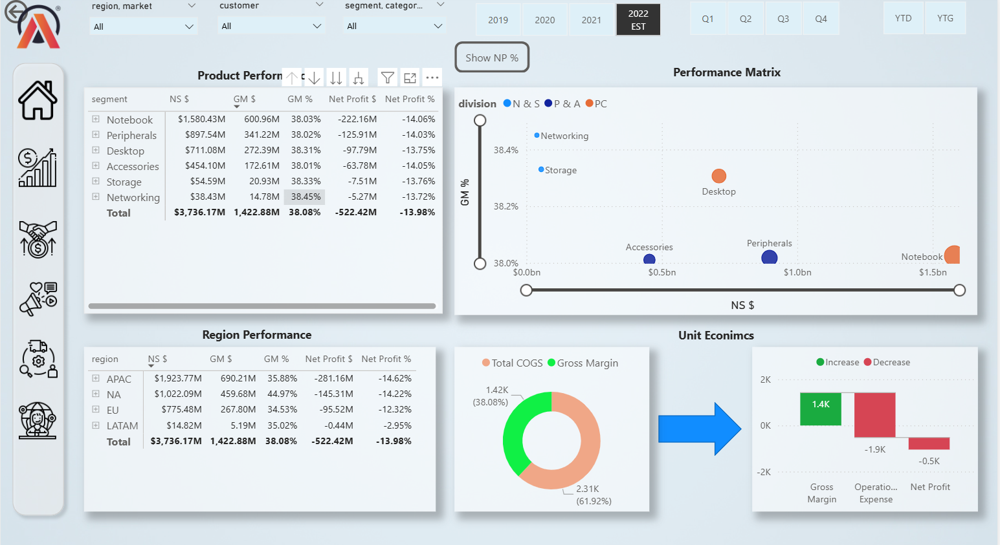 region, market
customer
segment, categor...
All
All
All
2019
2020
2021
2022
EST
Q1
Q2
Q3
Q4
YTD
YTG
Show NP %
Product Perform
segment NS $ GM $ GM % Net Profit $ Net Profit %
Notebook $1,580.43M 600.96M 38.03% -222.16M -14.06%
Peripherals $897.54M 341.22M 38.02% -125.91M -14.03%
Desktop $711.08M 272.39M 38.31% -97.79M -13.75%
Accessories $454.10M 172.61M 38.01% -63.78M -14.05%
Storage $54.59M 20.93M 38.33% -7.51M -13.76%
Networking $38.43M 14.78M 38.45% -5.27M -13.72%
Total $3,736.17M 1,422.88M 38.08% -522.42M -13.98%
Performance Matrix
division N & S P & A PC
GM %
38.4%
38.2%
38.0%
Networking
Storage
Desktop
Accessories
Peripherals
Notebook
$0.0bn $0.5bn $1.0bn $1.5bn
NS $
Region Performance
region NS $ GM $ GM % Net Profit $ Net Profit %
APAC $1,923.77M 690.21M 35.88% -281.16M -14.62%
NA $1,022.09M 459.68M 44.97% -145.31M -14.22%
EU $775.48M 267.80M 34.53% -95.52M -12.32%
LATAM $14.82M 5.19M 35.02% -0.44M -2.95%
Total $3,736.17M 1,422.88M 38.08% -522.42M -13.98%
Unit Econimcs
Total COGS Gross Margin
1.42K
(38.08%)
2.31K
(61.92%)
Increase Decrease
2K
0K
-2K
1.4K
-1.9K
-0.5K
Gross
Margin
Operatio...
Expense
Net Profit